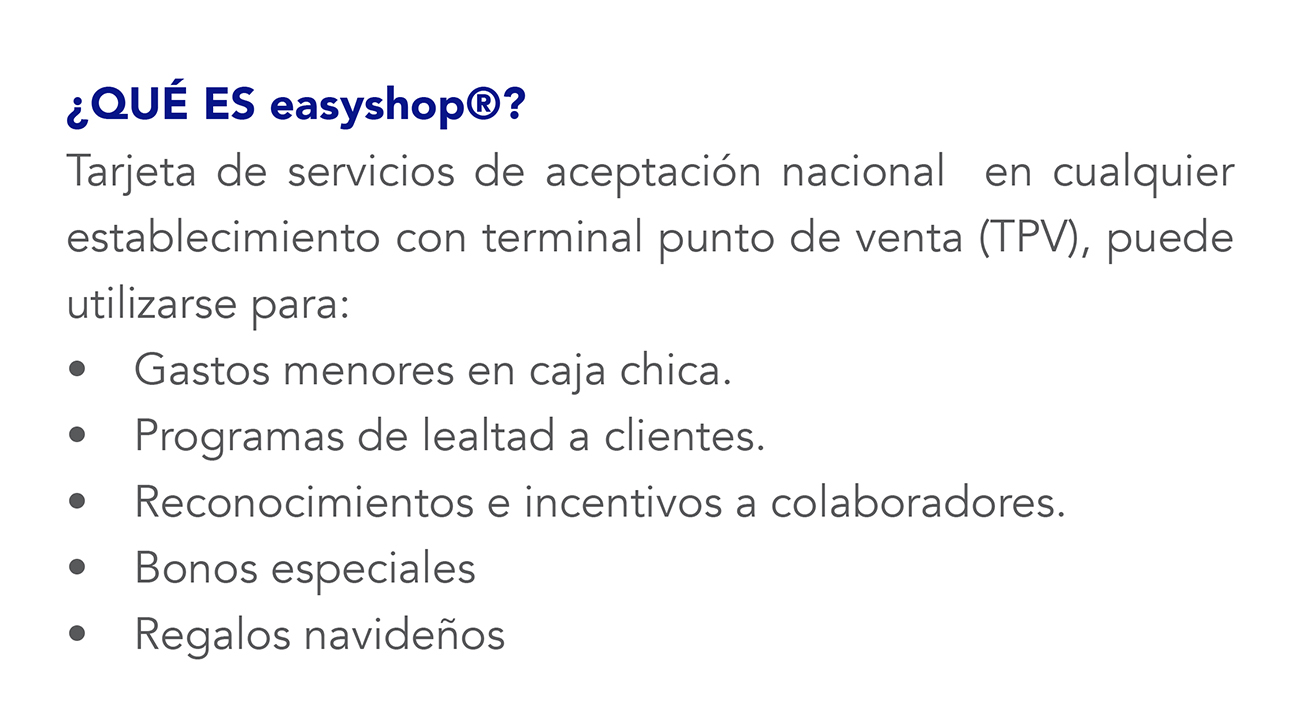 ¿QUÉ ES easyshop®?
Tarjeta de servicios de aceptación nacional en cualquier
establecimiento con terminal punto de venta (TPV), puede
utilizarse para:
• Gastos menores en caja chica.
• Programas de lealtad a clientes.
• Reconocimientos e incentivos a colaboradores.
• Bonos especiales
• Regalos navideños